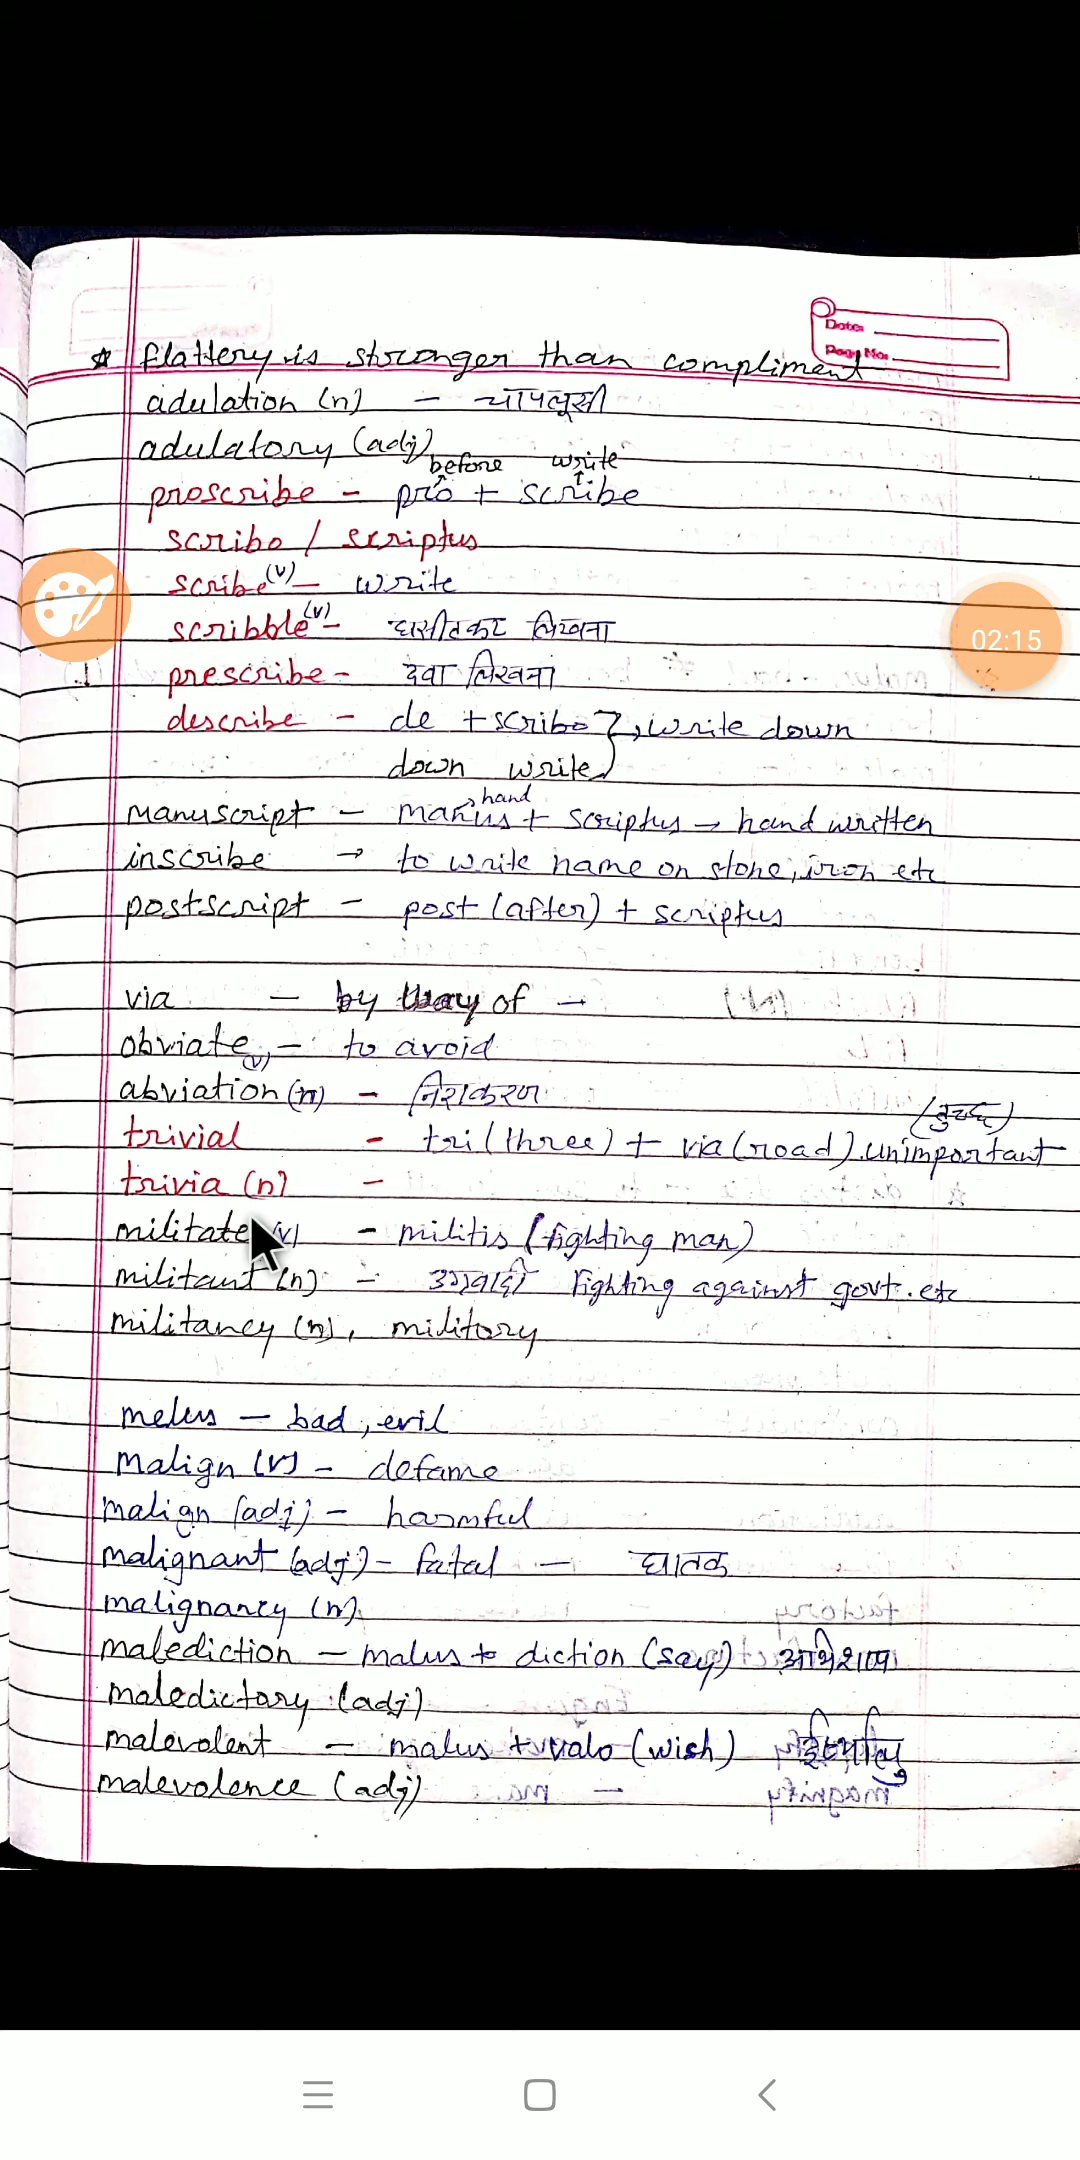 Date:
Page No:
☆ flattery is stronger than compliment
adulation (n) - चापलूसी
adulatory (adj)
before write
proscribe - pro + scribe
scribo / scriptus
scribe (v) - write
scribble (v) - घसीटकर लिखना
02:15
prescribe - दवा लिखना
describe - de + scribo }, write down
down write
hand
manuscript - manus + scriptus → hand written
inscribe → to write name on stone, iron etc
postscript - post (after) + scriptus
via - by way of -
obviate (v) - to avoid
abviation (n) - निराकरण
(तुच्छ)
trivial - tri (three) + via (road). unimportant
trivia (n) -
militate (v) - militis (fighting man)
militant (n) - उग्रवादी fighting against govt. etc
militancy (n), military
melus - bad, evil
malign (v) - defame
malign (adj) - harmful
malignant (adj) - fatal - घातक
malignancy (n)
malediction - malus + diction (say) अभिशाप
maledictory (adj)
malevolent - malus + valo (wish)
malevolence (adj)